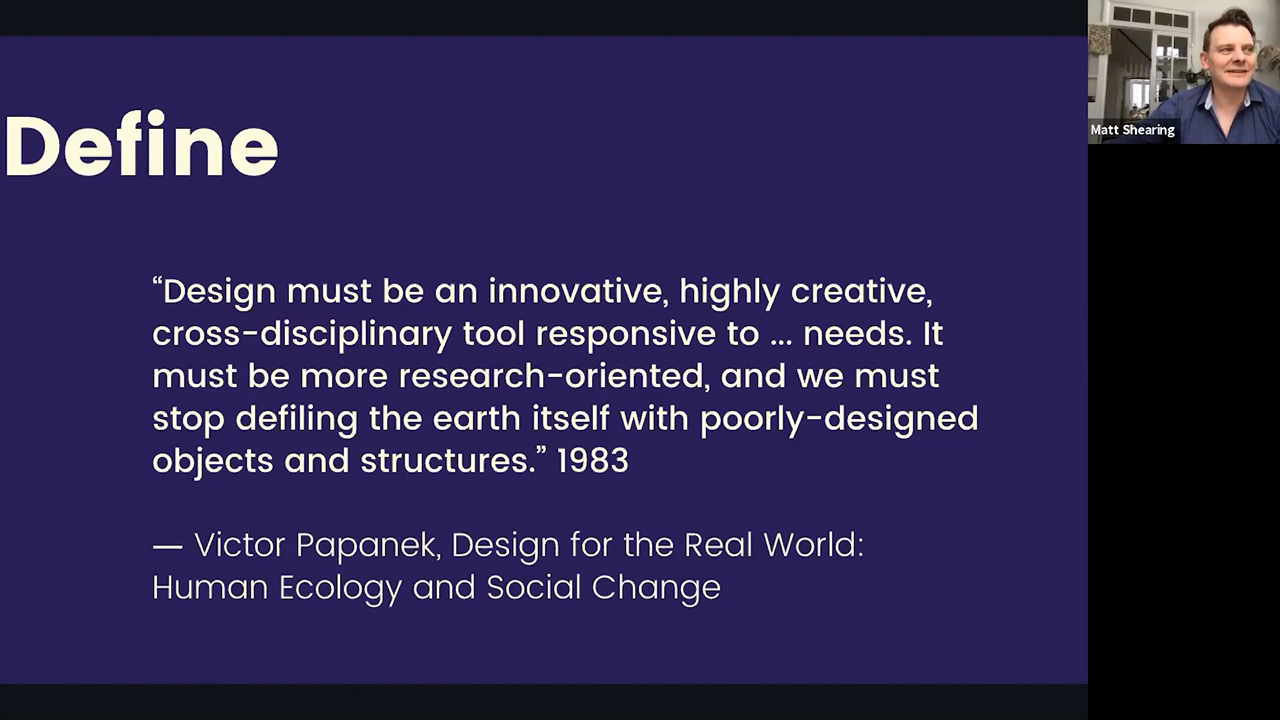 Define
“Design must be an innovative, highly creative,
cross-disciplinary tool responsive to ... needs. It
must be more research-oriented, and we must
stop defiling the earth itself with poorly-designed
objects and structures.” 1983
— Victor Papanek, Design for the Real World:
Human Ecology and Social Change
Matt Shearing